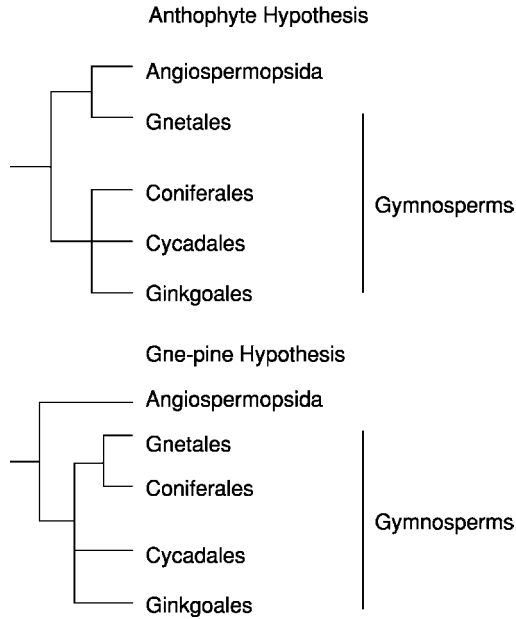 Anthophyte Hypothesis
Angiospermopsida
Gnetales
Coniferales
Gymnosperms
Cycadales
Ginkgoales
Gne-pine Hypothesis
Angiospermopsida
Gnetales
Coniferales
Gymnosperms
Cycadales
Ginkgoales